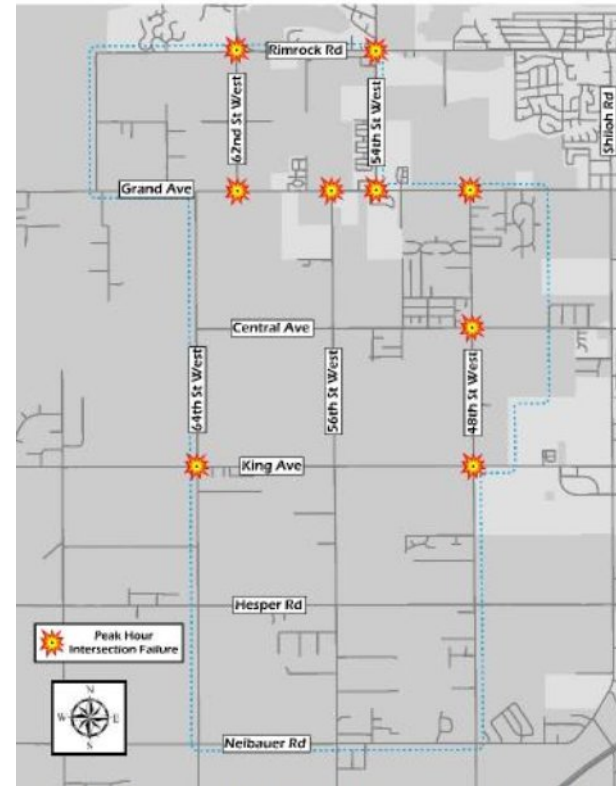 Rimrock Rd
62nd St West
54th St West
Shiloh Rd
Grand Ave
Central Ave
64th St West
56th St West
48th St West
King Ave
Hesper Rd
Peak Hour
Intersection Failure
N
W E
S
Neibauer Rd